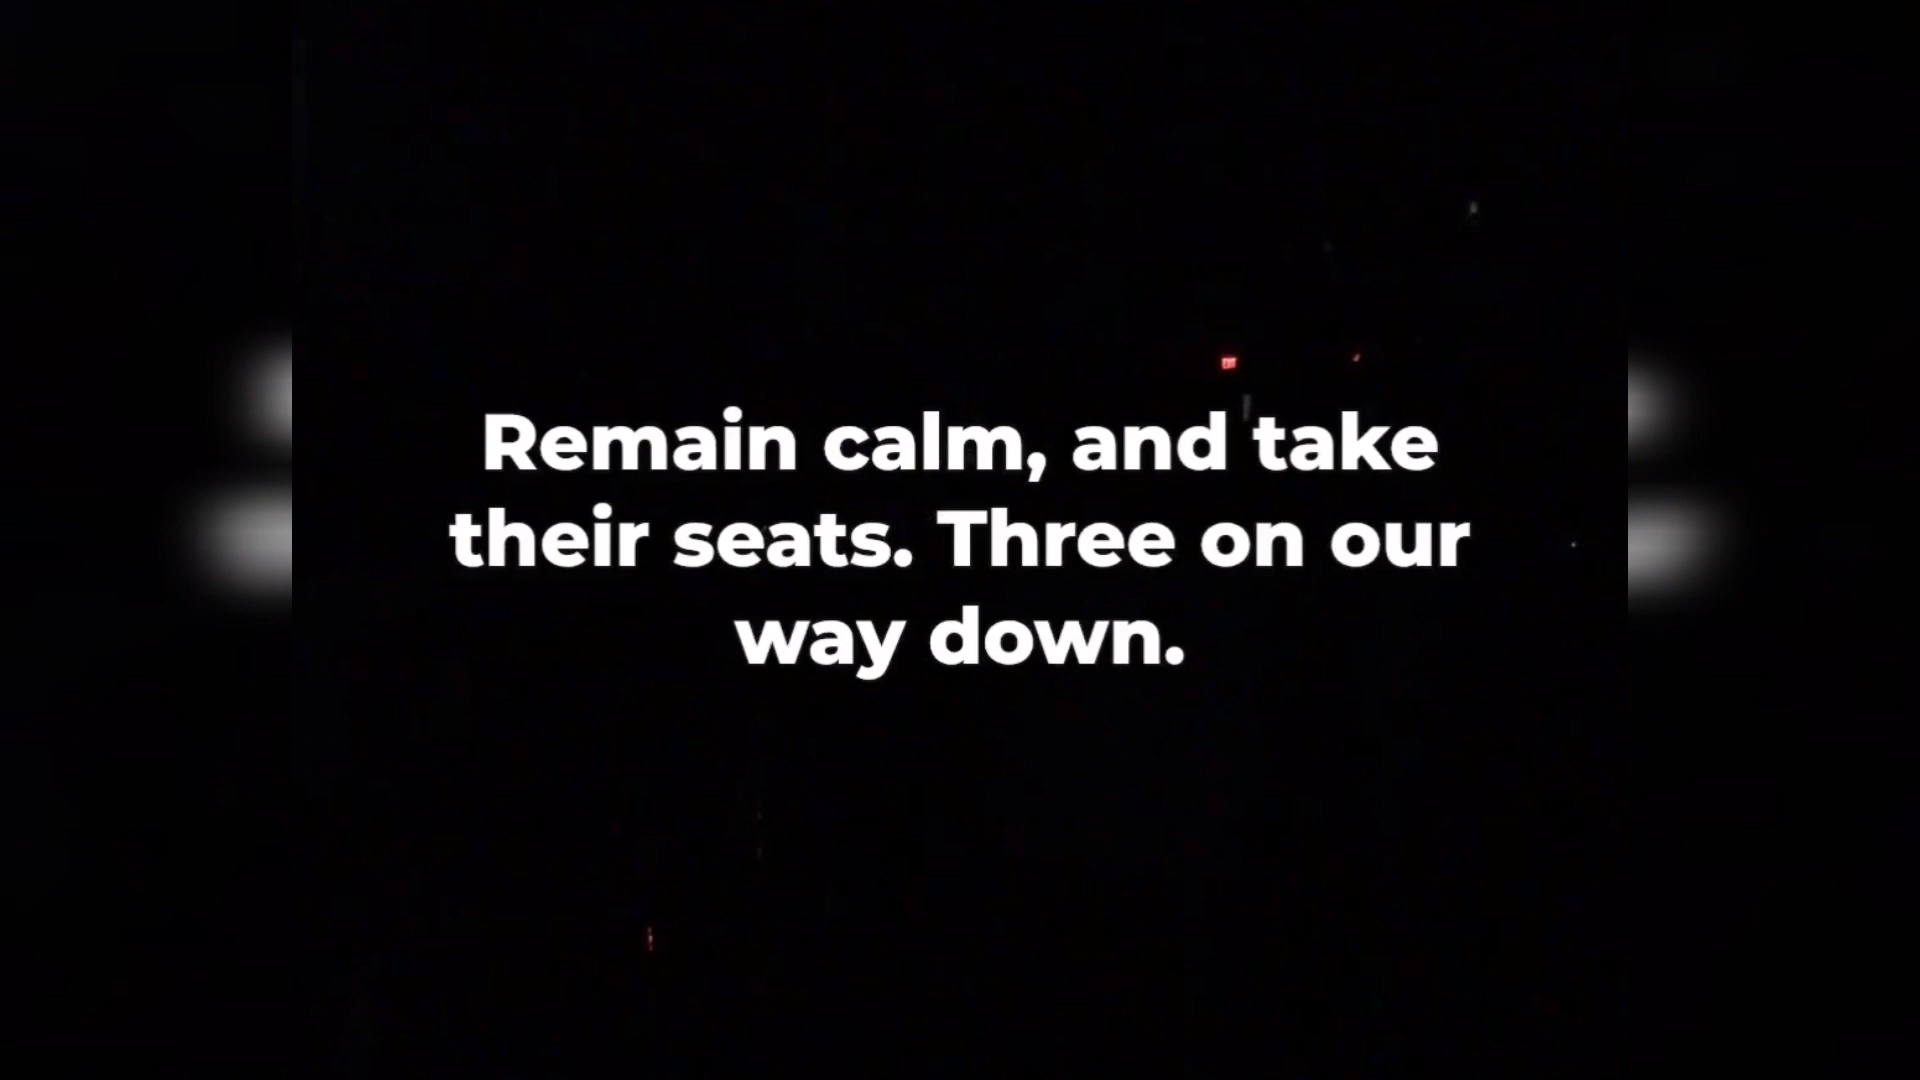 Remain calm, and take
their seats. Three on our
way down.